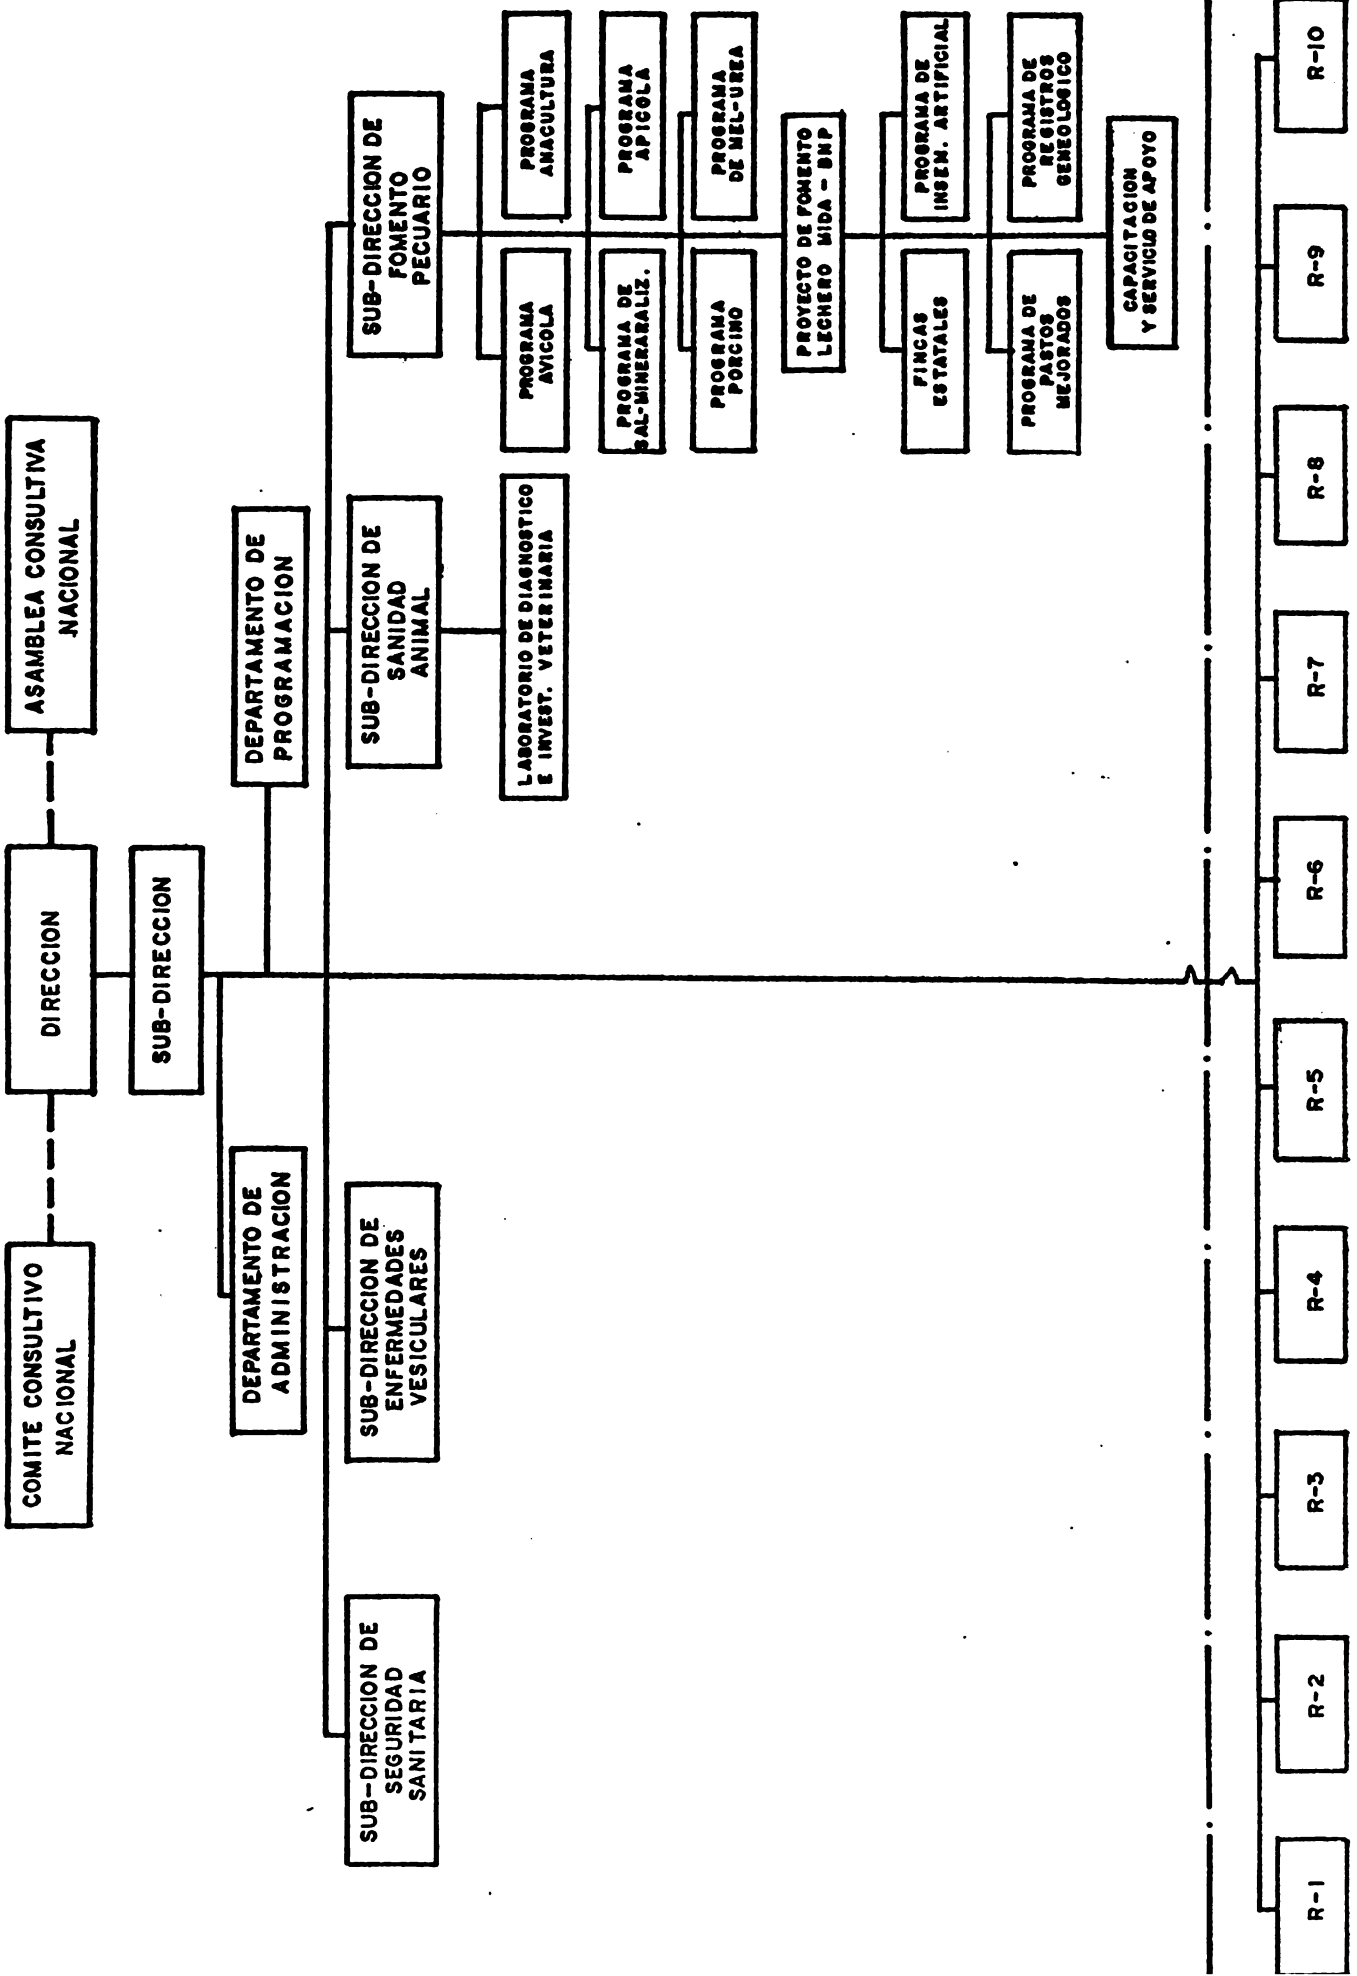 COMITE CONSULTIVO
NACIONAL
DIRECCION
ASAMBLEA CONSULTIVA
NACIONAL
SUB-DIRECCION
DEPARTAMENTO DE
ADMINISTRACION
DEPARTAMENTO DE
PROGRAMACION
SUB-DIRECCION DE
SEGURIDAD
SANITARIA
SUB-DIRECCION DE
ENFERMEDADES
VESICULARES
SUB-DIRECCION DE
SANIDAD
ANIMAL
SUB-DIRECCION DE
FOMENTO
PECUARIO
LABORATORIO DE DIAGNOSTICO
E INVEST. VETERINARIA
PROGRAMA
AVICOLA
PROGRAMA
ANACULTURA
PROGRAMA DE
SAL-MINERARALIZ.
PROGRAMA
APICOLA
PROGRAMA
PORCINO
PROGRAMA
DE MEL-UREA
PROYECTO DE FOMENTO
LECHERO MIDA - BNP
FINCAS
ESTATALES
PROGRAMA DE
INSEM. ARTIFICIAL
PROGRAMA DE
PASTOS
MEJORADOS
PROGRAMA DE
REGISTROS
GENEOLOGICO
CAPACITACION
Y SERVICIO DE APOYO
R-1
R-2
R-3
R-4
R-5
R-6
R-7
R-8
R-9
R-10